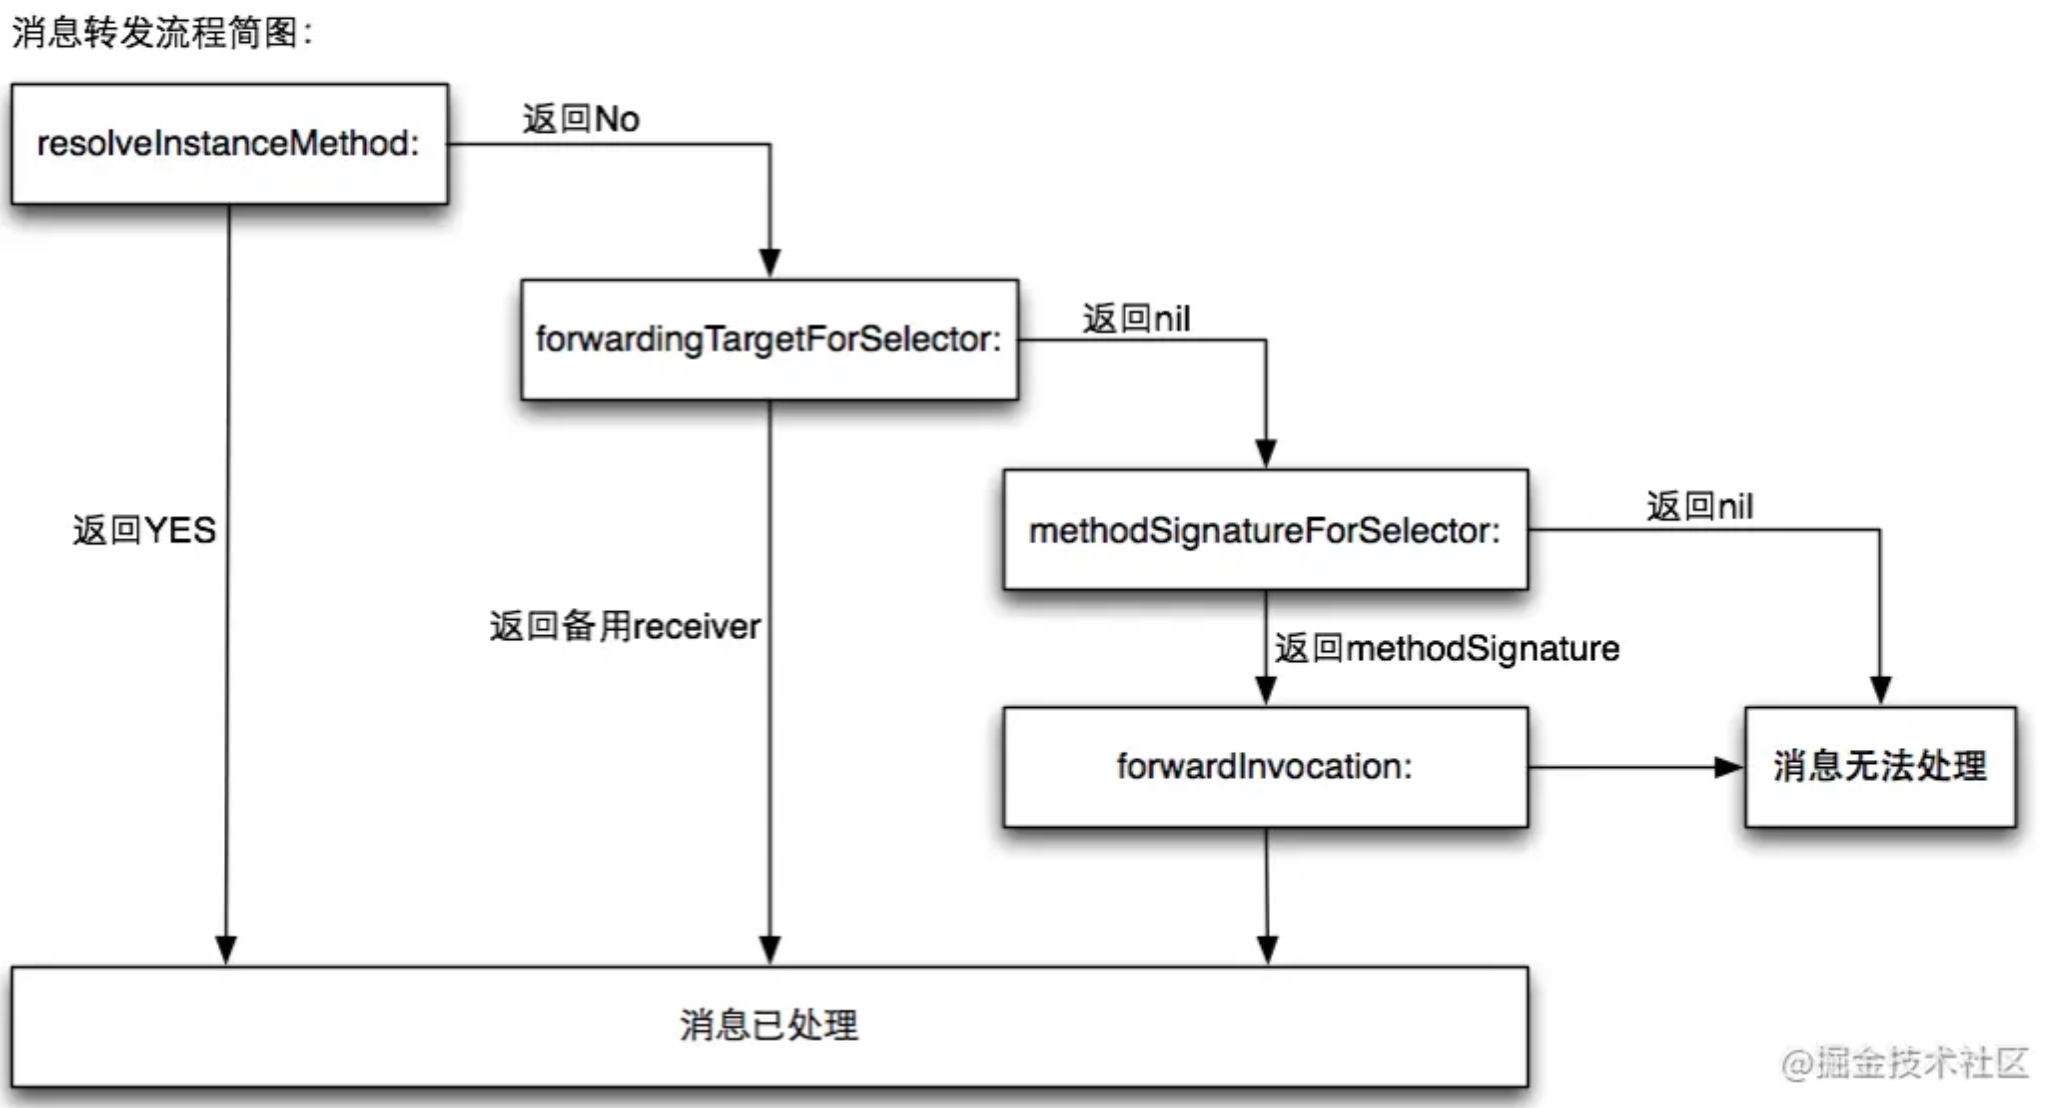 消息转发流程简图：
resolveInstanceMethod:
返回No
forwardingTargetForSelector:
返回nil
methodSignatureForSelector:
返回nil
返回YES
返回备用receiver
返回methodSignature
forwardInvocation:
消息无法处理
消息已处理
@掘金技术社区